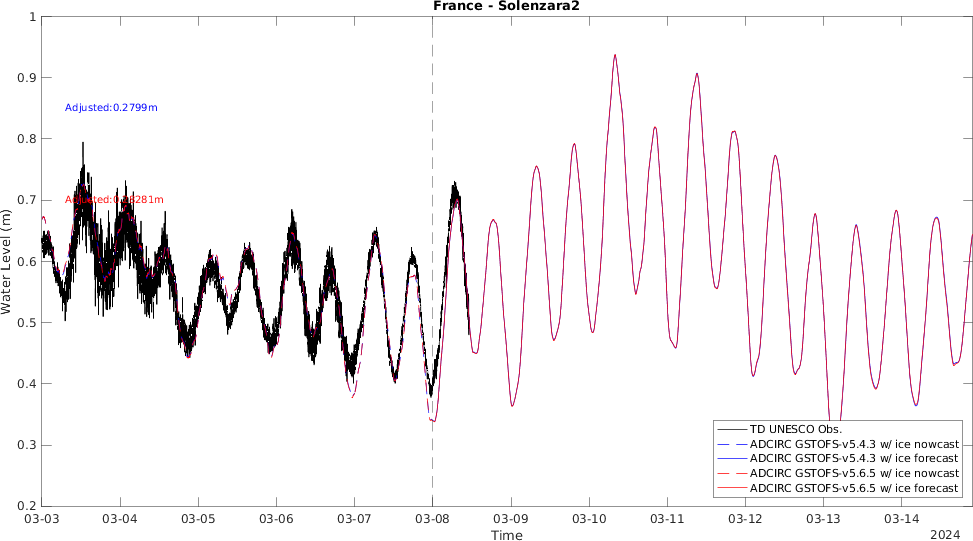 France - Solenzara2
Water Level (m)
1
0.9
0.8
0.7
0.6
0.5
0.4
0.3
0.2
Adjusted:0.2799m
Adjusted:0.28281m
03-03 03-04 03-05 03-06 03-07 03-08 03-09 03-10 03-11 03-12 03-13 03-14
Time
2024
TD UNESCO Obs.
ADCIRC GSTOFS-v5.4.3 w/ ice nowcast
ADCIRC GSTOFS-v5.4.3 w/ ice forecast
ADCIRC GSTOFS-v5.6.5 w/ ice nowcast
ADCIRC GSTOFS-v5.6.5 w/ ice forecast